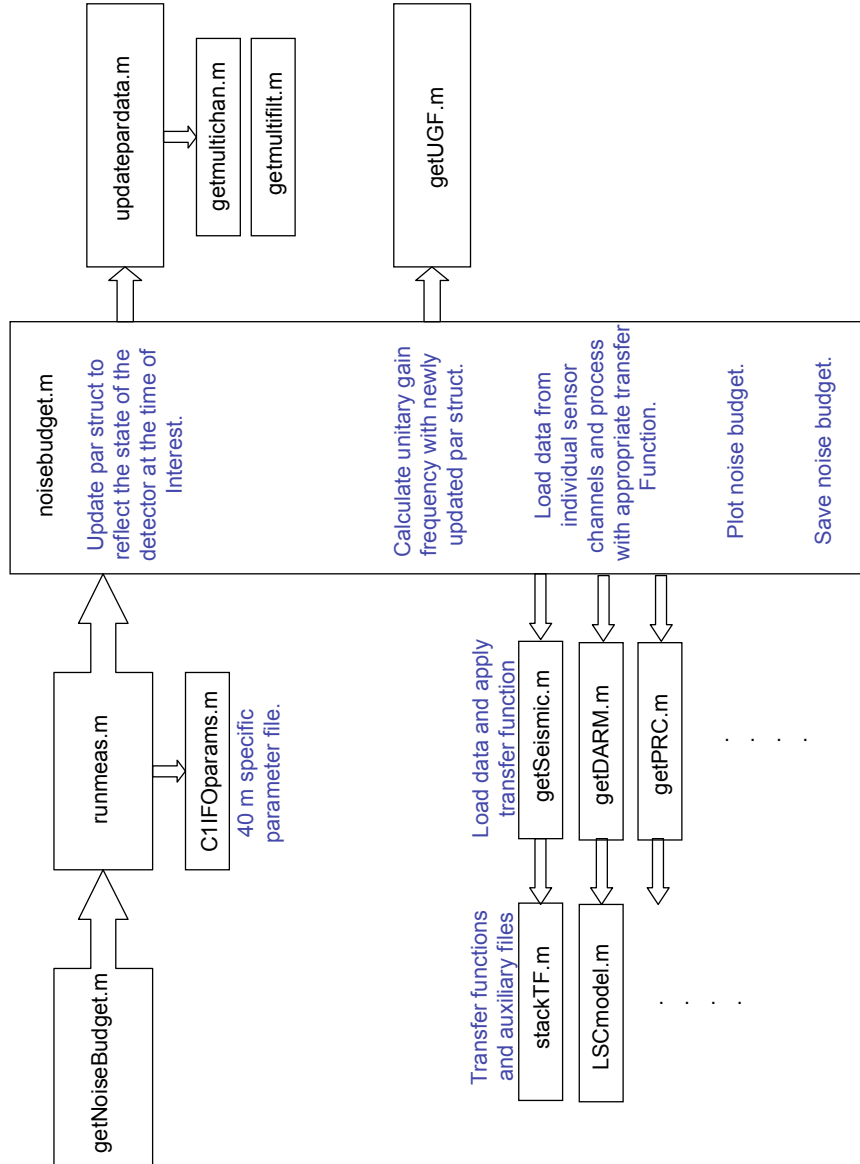 getNoiseBudget.m
runmeas.m
C1IFOparams.m
40 m specific
parameter file.
noisebudget.m
Update par struct to
reflect the state of the
detector at the time of
Interest.
updatepardata.m
getmultichan.m
getmultifilt.m
Calculate unitary gain
frequency with newly
updated par struct.
getUGF.m
Transfer functions
and auxiliary files
stackTF.m
LSCmodel.m
. . . .
Load data and apply
transfer function
getSeismic.m
getDARM.m
getPRC.m
. . . .
Load data from
individual sensor
channels and process
with appropriate transfer
Function.
Plot noise budget.
Save noise budget.